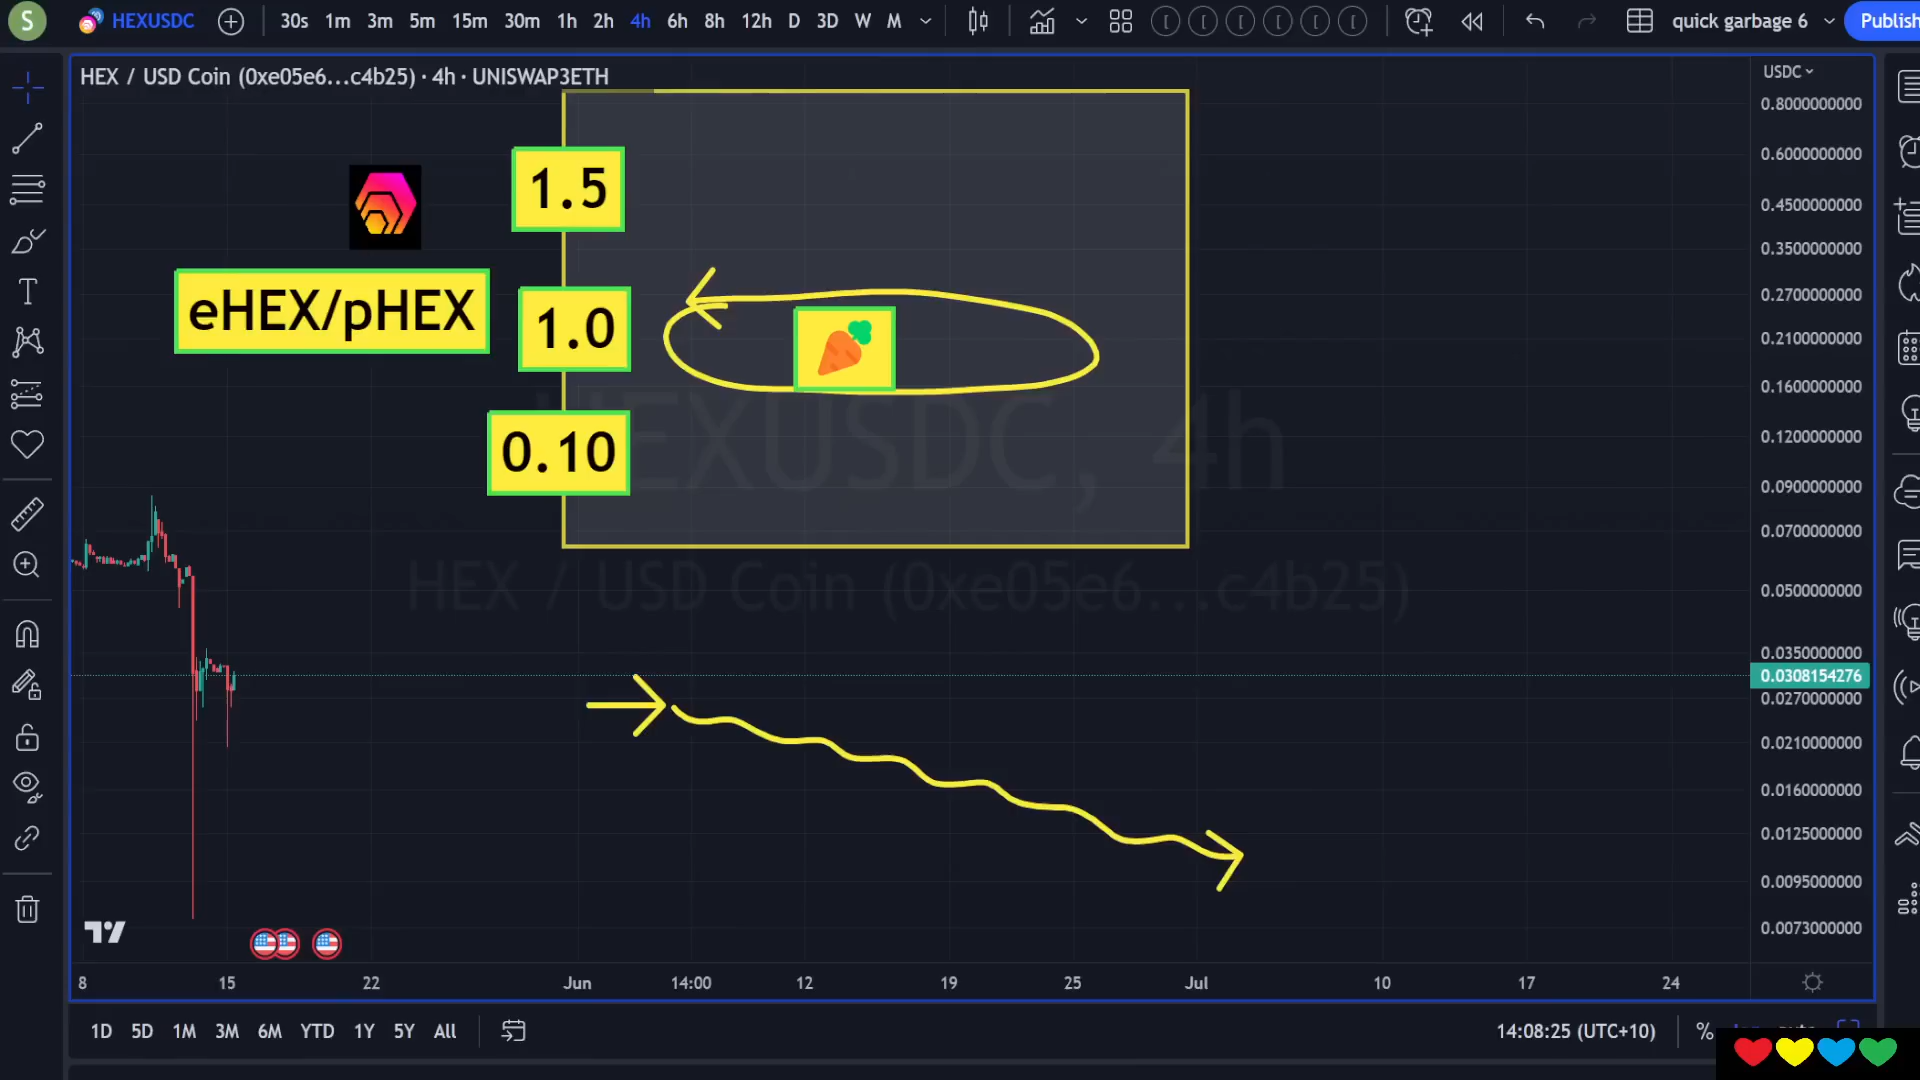 S HEXUSDC 30s 1m 3m 5m 15m 30m 1h 2h 4h 6h 8h 12h D 3D W M quick garbage 6 Publish
HEX / USD Coin (0xe05e6...c4b25) · 4h · UNISWAP3ETH
USDC
0.8000000000
0.6000000000
0.4500000000
0.3500000000
0.2700000000
0.2100000000
0.1600000000
0.1200000000
0.0900000000
0.0700000000
0.0500000000
0.0350000000
0.0308154276
0.0270000000
0.0210000000
0.0160000000
0.0125000000
0.0095000000
0.0073000000
1.5
eHEX/pHEX
1.0
0.10
HEXUSDC, 4h
HEX / USD Coin (0xe05e6...c4b25)
8 15 22 Jun 14:00 12 19 25 Jul 10 17 24
1D 5D 1M 3M 6M YTD 1Y 5Y All 14:08:25 (UTC+10) %